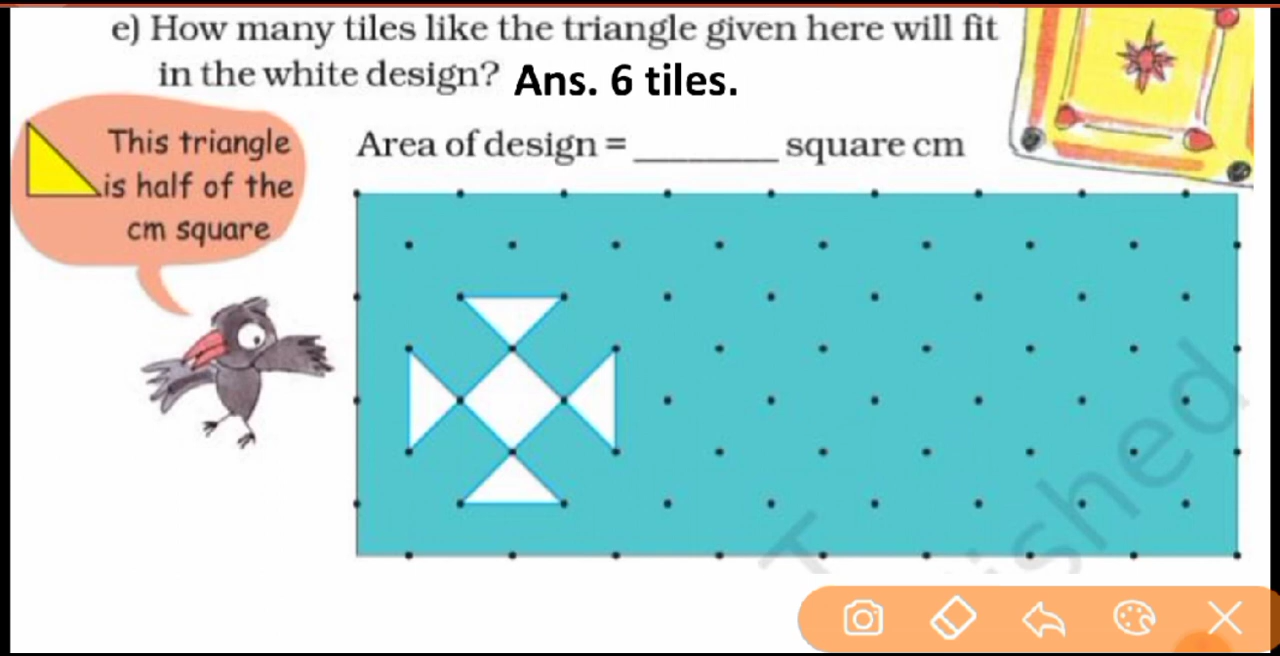 e) How many tiles like the triangle given here will fit
in the white design? Ans. 6 tiles.
This triangle
is half of the
cm square
Area of design = ________ square cm